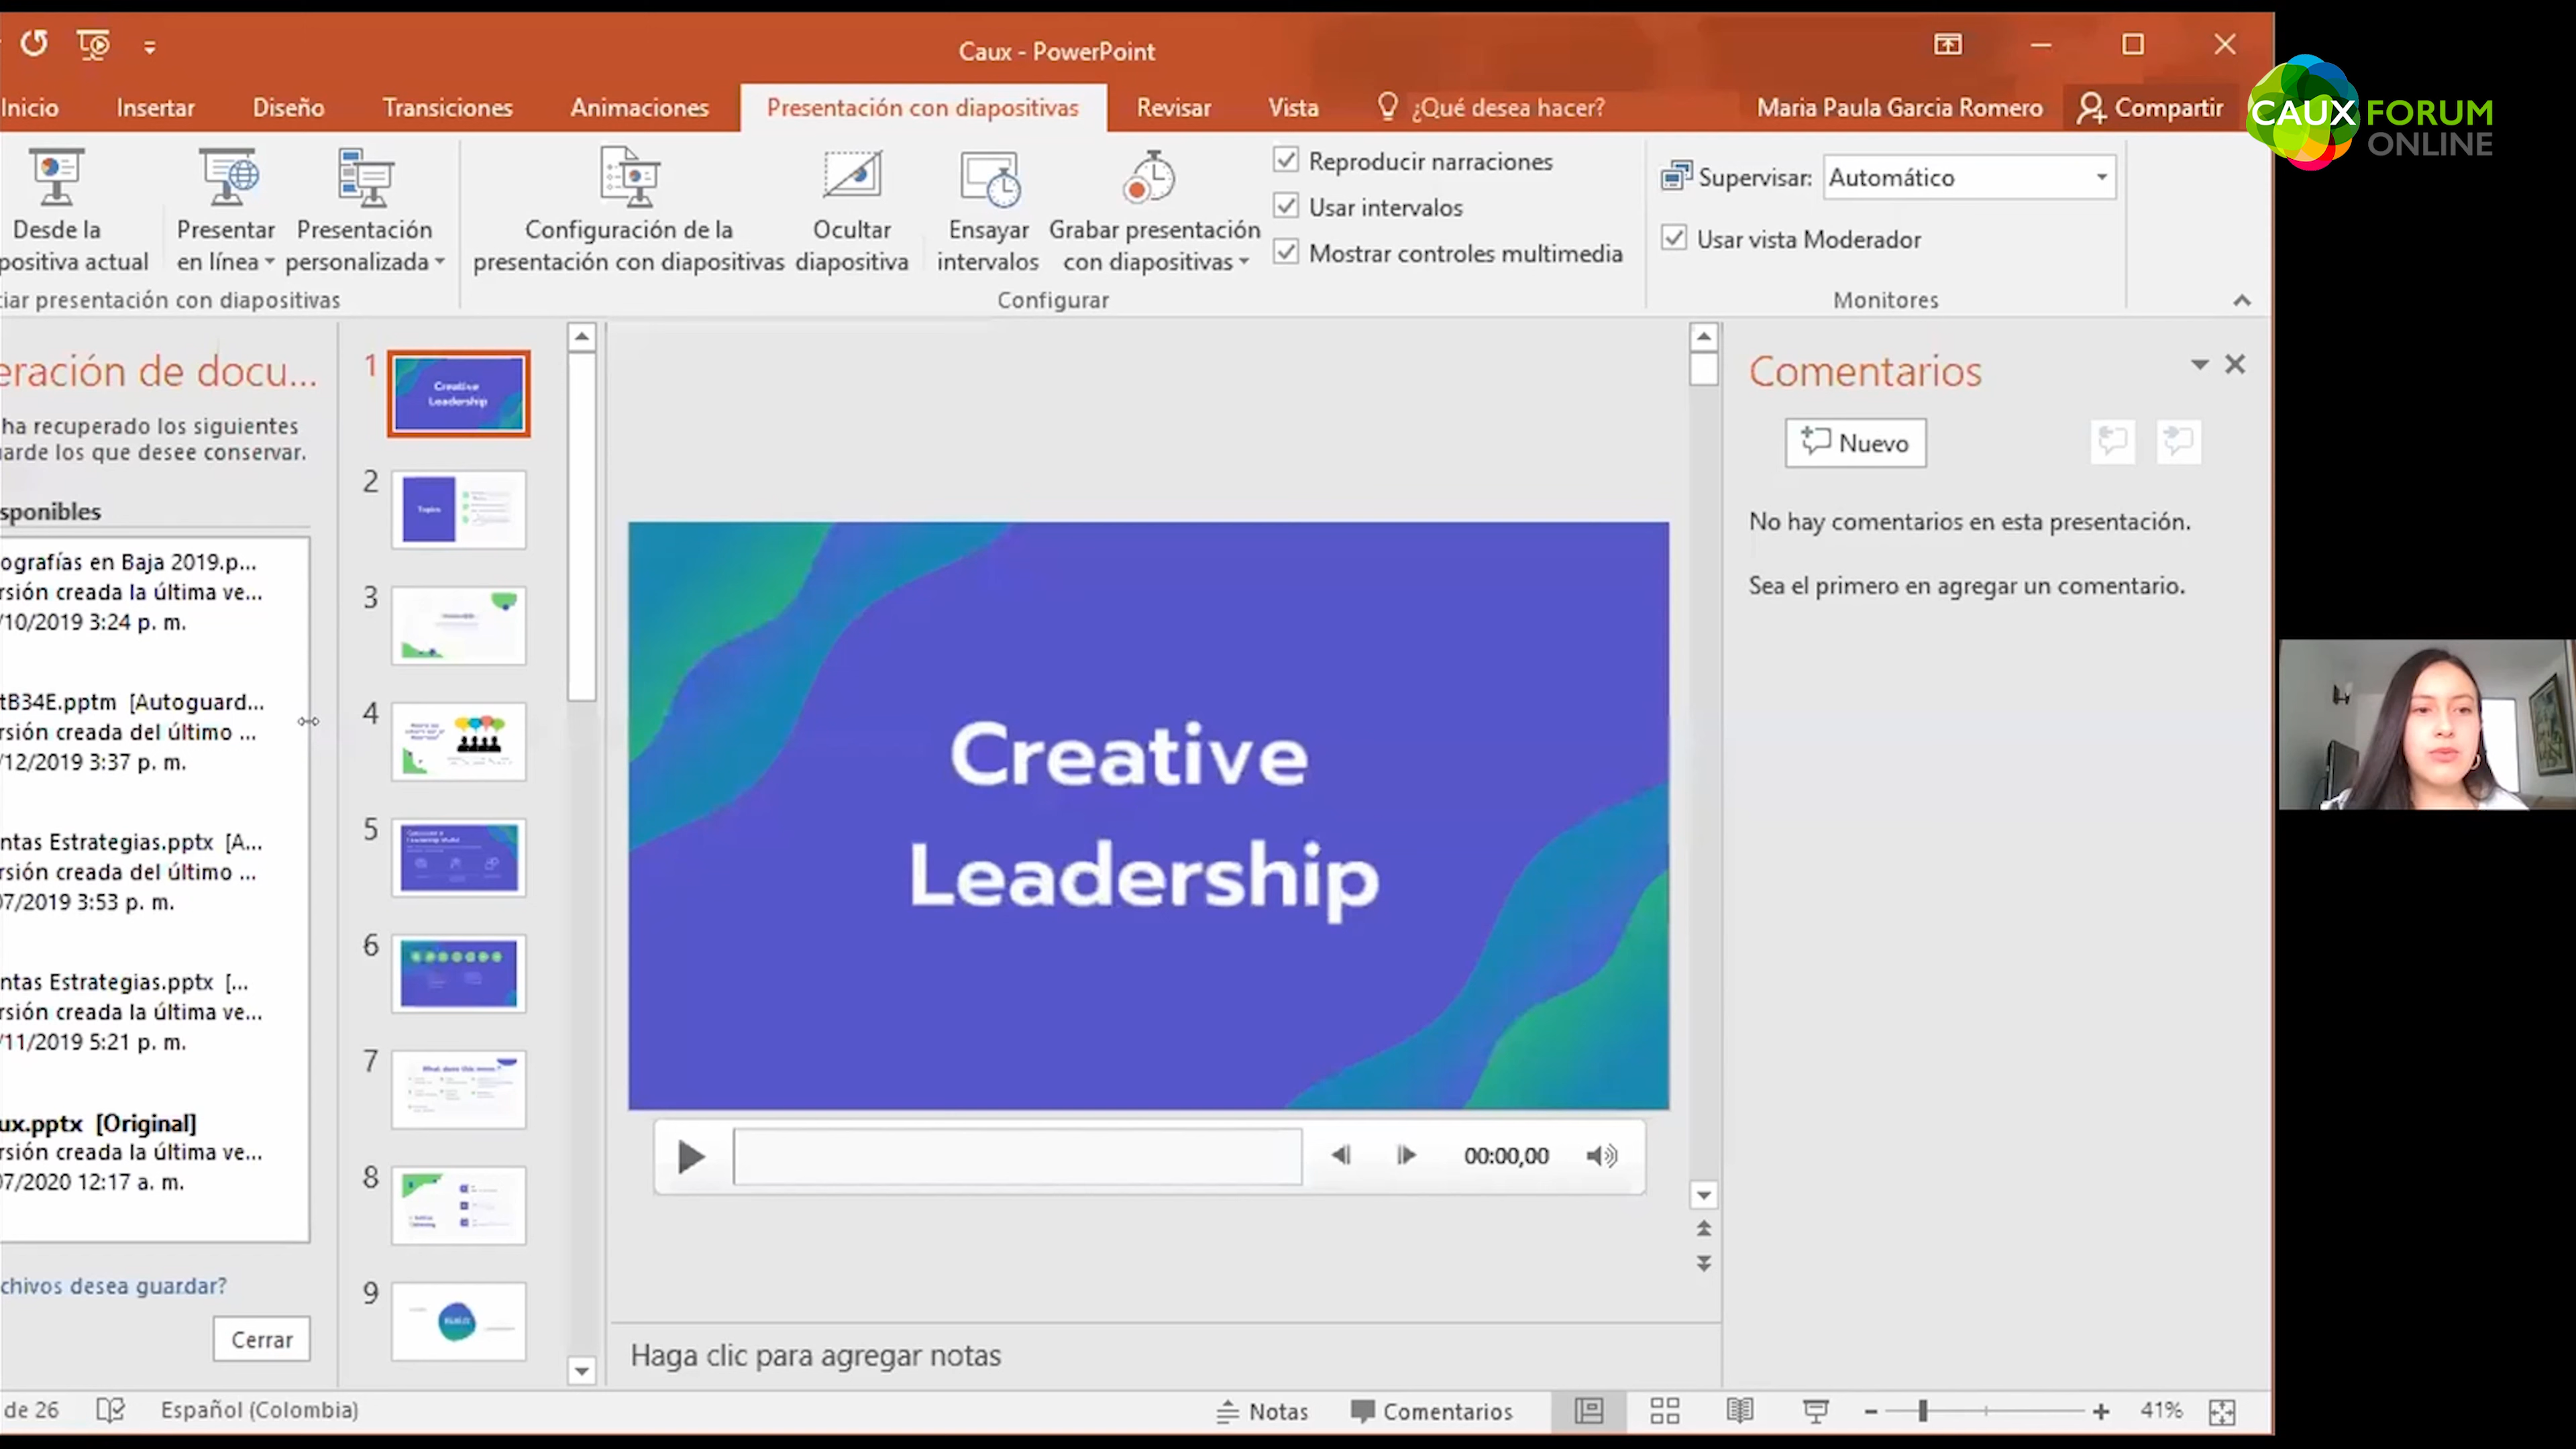 Caux - PowerPoint
Inicio
Insertar
Diseño
Transiciones
Animaciones
Presentación con diapositivas
Revisar
Vista
¿Qué desea hacer?
Maria Paula Garcia Romero
Compartir
CAUX FORUM
ONLINE
Desde la
positiva actual
Presentar
en línea
Presentación
personalizada
iar presentación con diapositivas
Configuración de la
presentación con diapositivas
Ocultar
diapositiva
Ensayar
intervalos
Grabar presentación
con diapositivas
Reproducir narraciones
Usar intervalos
Mostrar controles multimedia
Configurar
Supervisar:
Automático
Usar vista Moderador
Monitores
eración de docu...
ha recuperado los siguientes
arde los que desee conservar.
sponibles
ografías en Baja 2019.p...
rsión creada la última ve...
/10/2019 3:24 p. m.
tB34E.pptm [Autoguard...
rsión creada del último ...
/12/2019 3:37 p. m.
ntas Estrategias.pptx [A...
rsión creada del último ...
07/2019 3:53 p. m.
ntas Estrategias.pptx [...
rsión creada la última ve...
/11/2019 5:21 p. m.
ux.pptx [Original]
rsión creada la última ve...
07/2020 12:17 a. m.
chivos desea guardar?
Cerrar
1
Creative
Leadership
2
Topics
3
4
5
6
7
What does this mean?
8
9
Creative
Leadership
00:00,00
Haga clic para agregar notas
Comentarios
Nuevo
No hay comentarios en esta presentación.
Sea el primero en agregar un comentario.
de 26
Español (Colombia)
Notas
Comentarios
41%